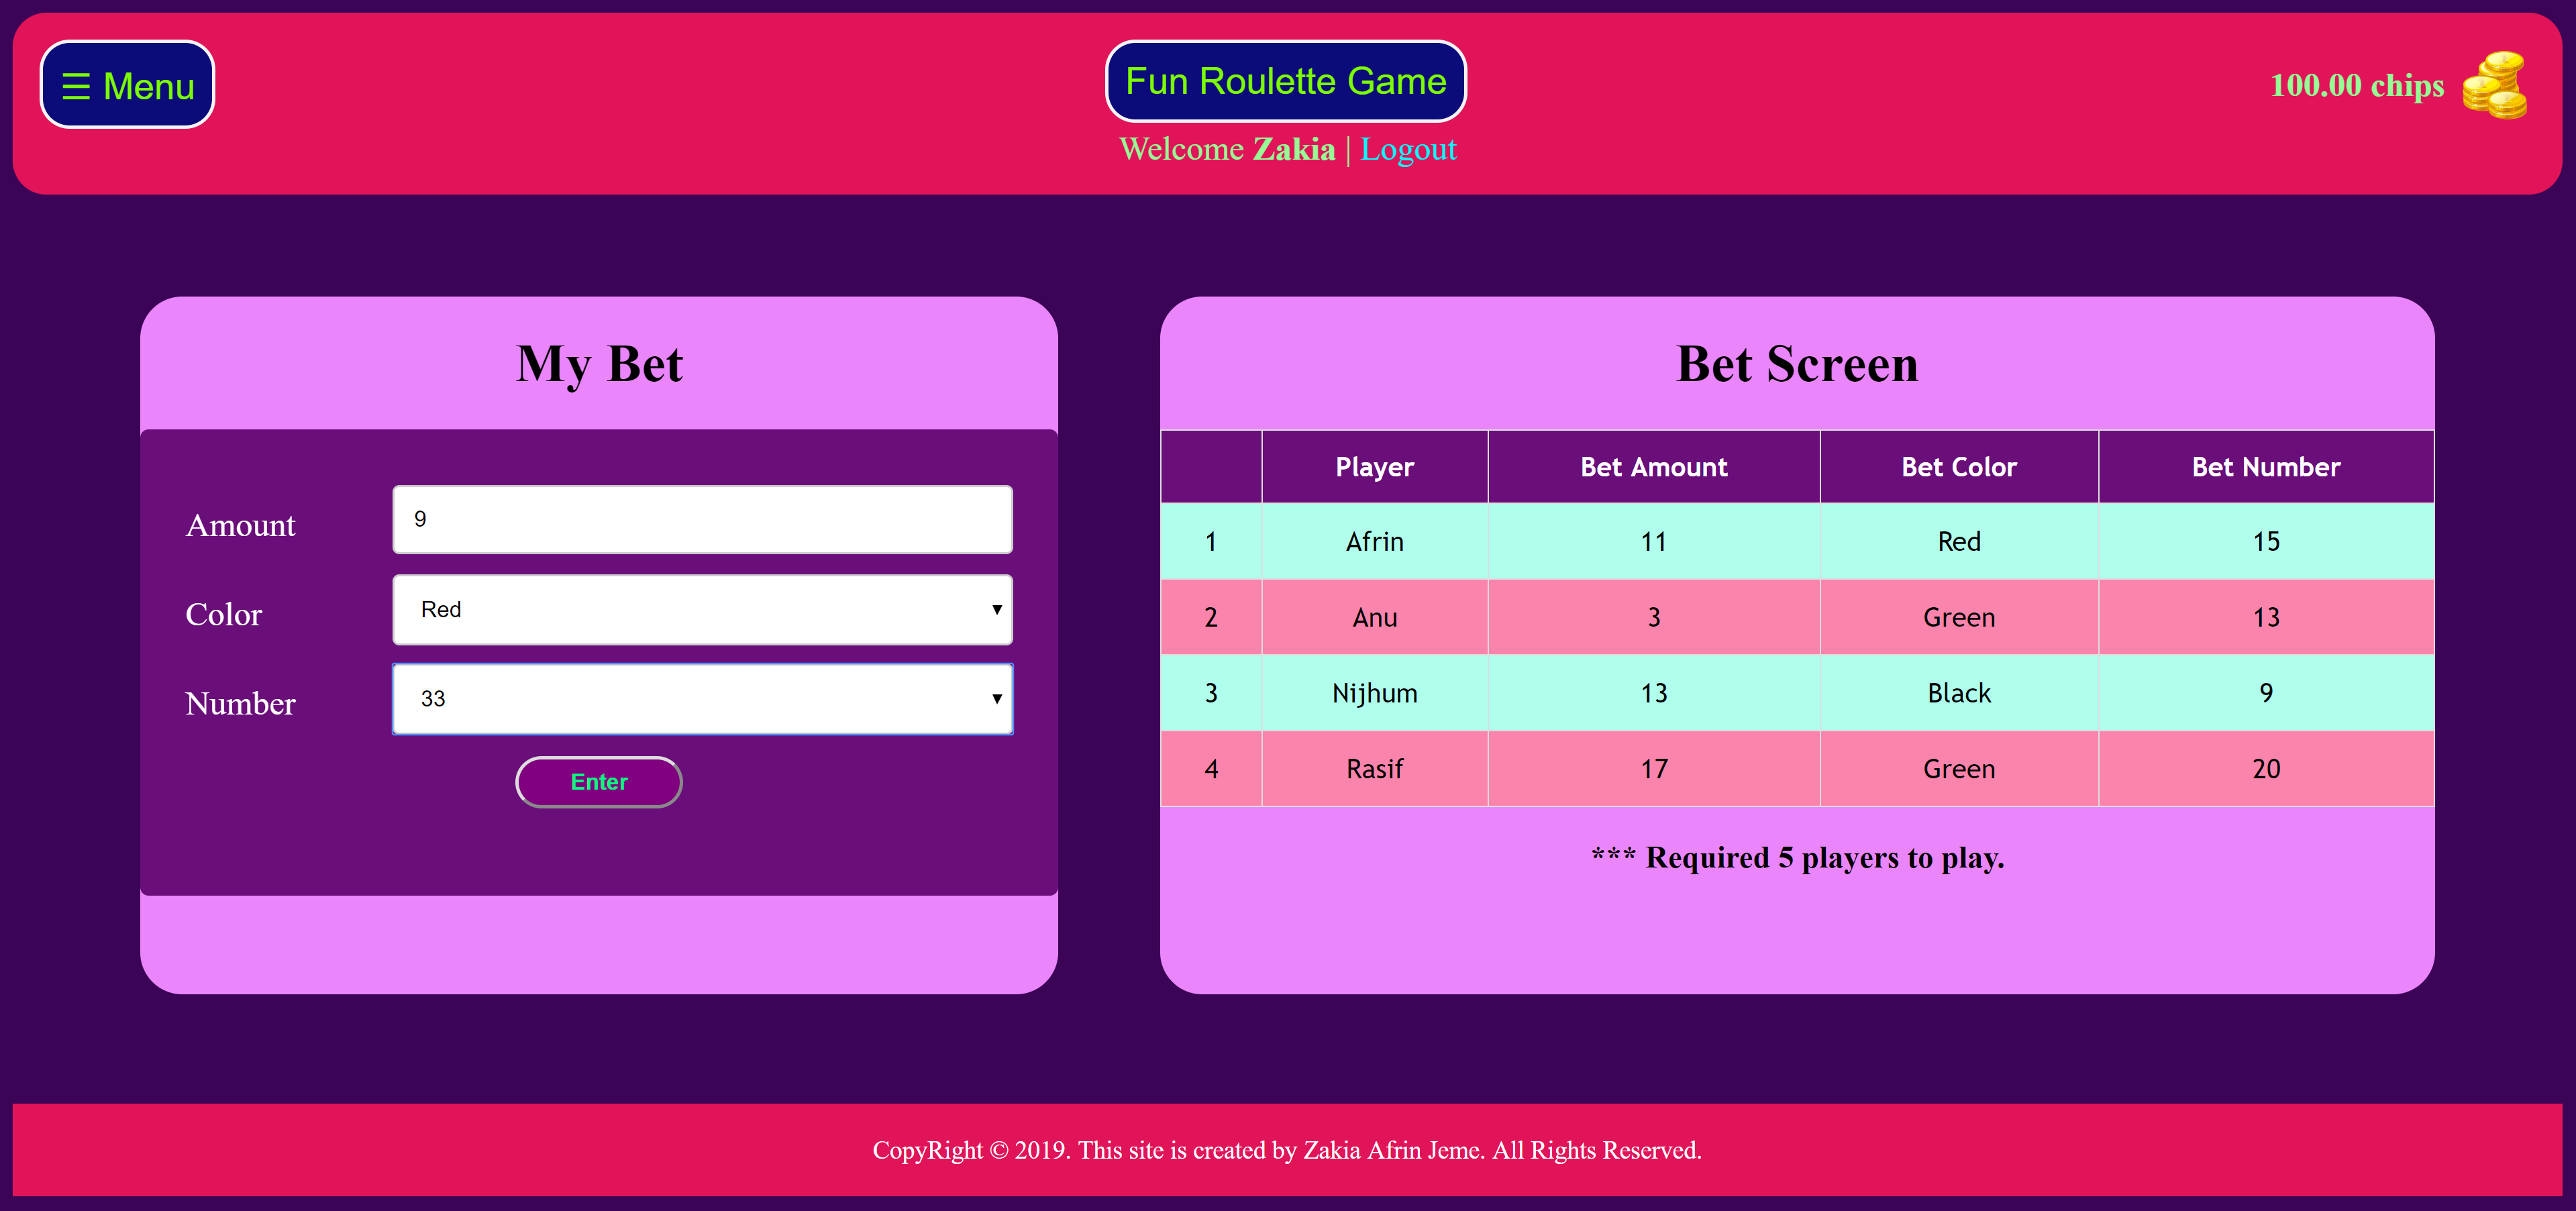 ☰ Menu
Fun Roulette Game
100.00 chips
Welcome Zakia | Logout
My Bet
Amount 9
Color Red
Number 33
Enter
Bet Screen
Player Bet Amount Bet Color Bet Number
1 Afrin 11 Red 15
2 Anu 3 Green 13
3 Nijhum 13 Black 9
4 Rasif 17 Green 20
*** Required 5 players to play.
CopyRight © 2019. This site is created by Zakia Afrin Jeme. All Rights Reserved.